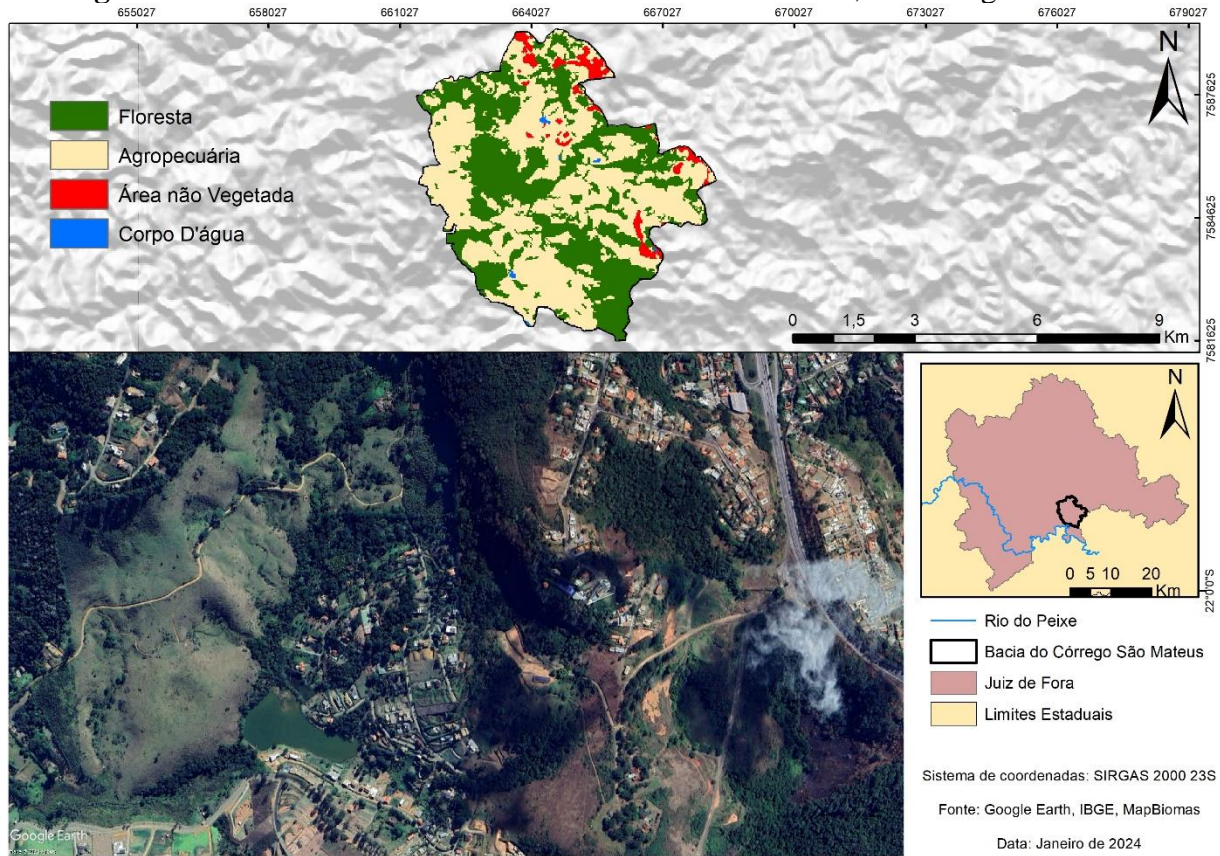 655027 658027 661027 664027 667027 670027 673027 676027 679027
N
7587625
Floresta
Agropecuária
Área não Vegetada
Corpo D'água
7584625
0 1,5 3 6 9
Km
7581625
N
0 5 10 20
Km
22°0'0"S
Rio do Peixe
Bacia do Córrego São Mateus
Juiz de Fora
Limites Estaduais
Sistema de coordenadas: SIRGAS 2000 23S
Fonte: Google Earth, IBGE, MapBiomas
Data: Janeiro de 2024
Google Earth